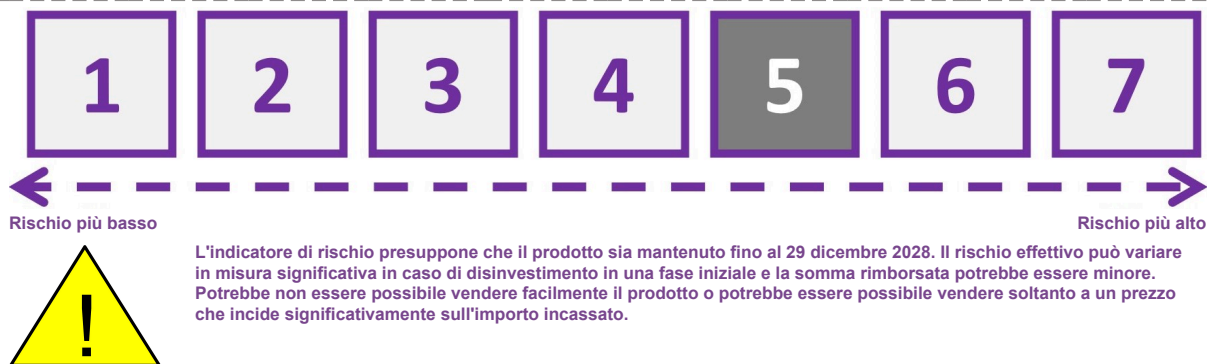 1 2 3 4 5 6 7
Rischio più basso Rischio più alto
L'indicatore di rischio presuppone che il prodotto sia mantenuto fino al 29 dicembre 2028. Il rischio effettivo può variare
in misura significativa in caso di disinvestimento in una fase iniziale e la somma rimborsata potrebbe essere minore.
Potrebbe non essere possibile vendere facilmente il prodotto o potrebbe essere possibile vendere soltanto a un prezzo
che incide significativamente sull'importo incassato.
!